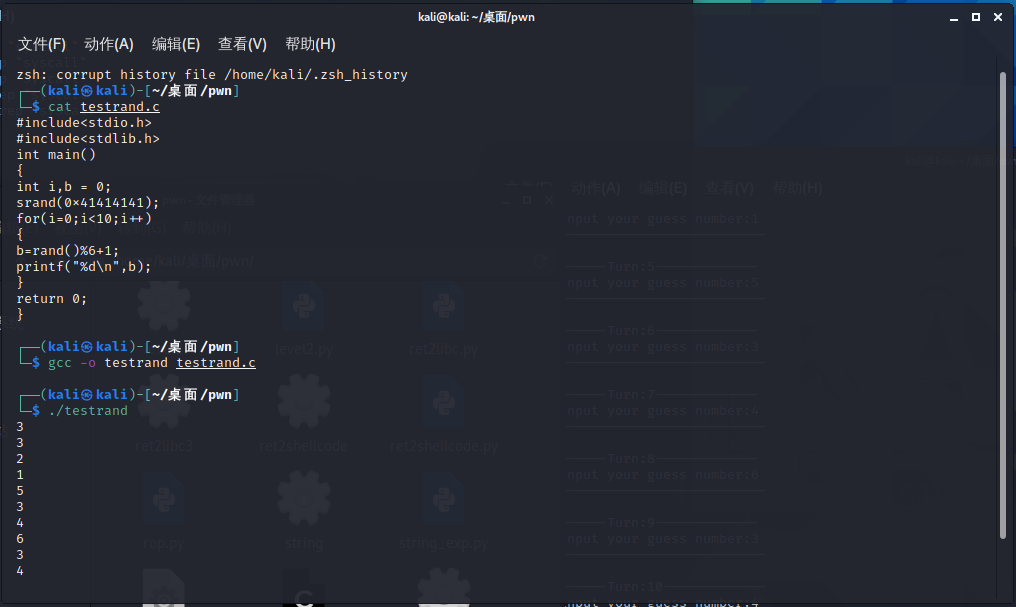 kali@kali: ~/桌面/pwn
文件(F) 动作(A) 编辑(E) 查看(V) 帮助(H)
zsh: corrupt history file /home/kali/.zsh_history
┌──(kali㉿kali)-[~/桌面/pwn]
└─$ cat testrand.c
#include<stdio.h>
#include<stdlib.h>
int main()
{
int i,b = 0;
srand(0×41414141);
for(i=0;i<10;i++)
{
b=rand()%6+1;
printf("%d\n",b);
}
return 0;
}
┌──(kali㉿kali)-[~/桌面/pwn]
└─$ gcc -o testrand testrand.c
┌──(kali㉿kali)-[~/桌面/pwn]
└─$ ./testrand
3
3
2
1
5
3
4
6
3
4
动作(A) 编辑(E) 查看(V) 帮助(H)
nput your guess number:1
Turn:5
nput your guess number:5
Turn:6
nput your guess number:3
Turn:7
nput your guess number:
Turn:8
nput your guess number:6
Turn:9
nput your guess number:3
Turn:10
nput your guess number:4
level2.py
ret2libc.py
ret2libc3
ret2shellcode
ret2shellcode.py
rop.py
string
string_exp.py